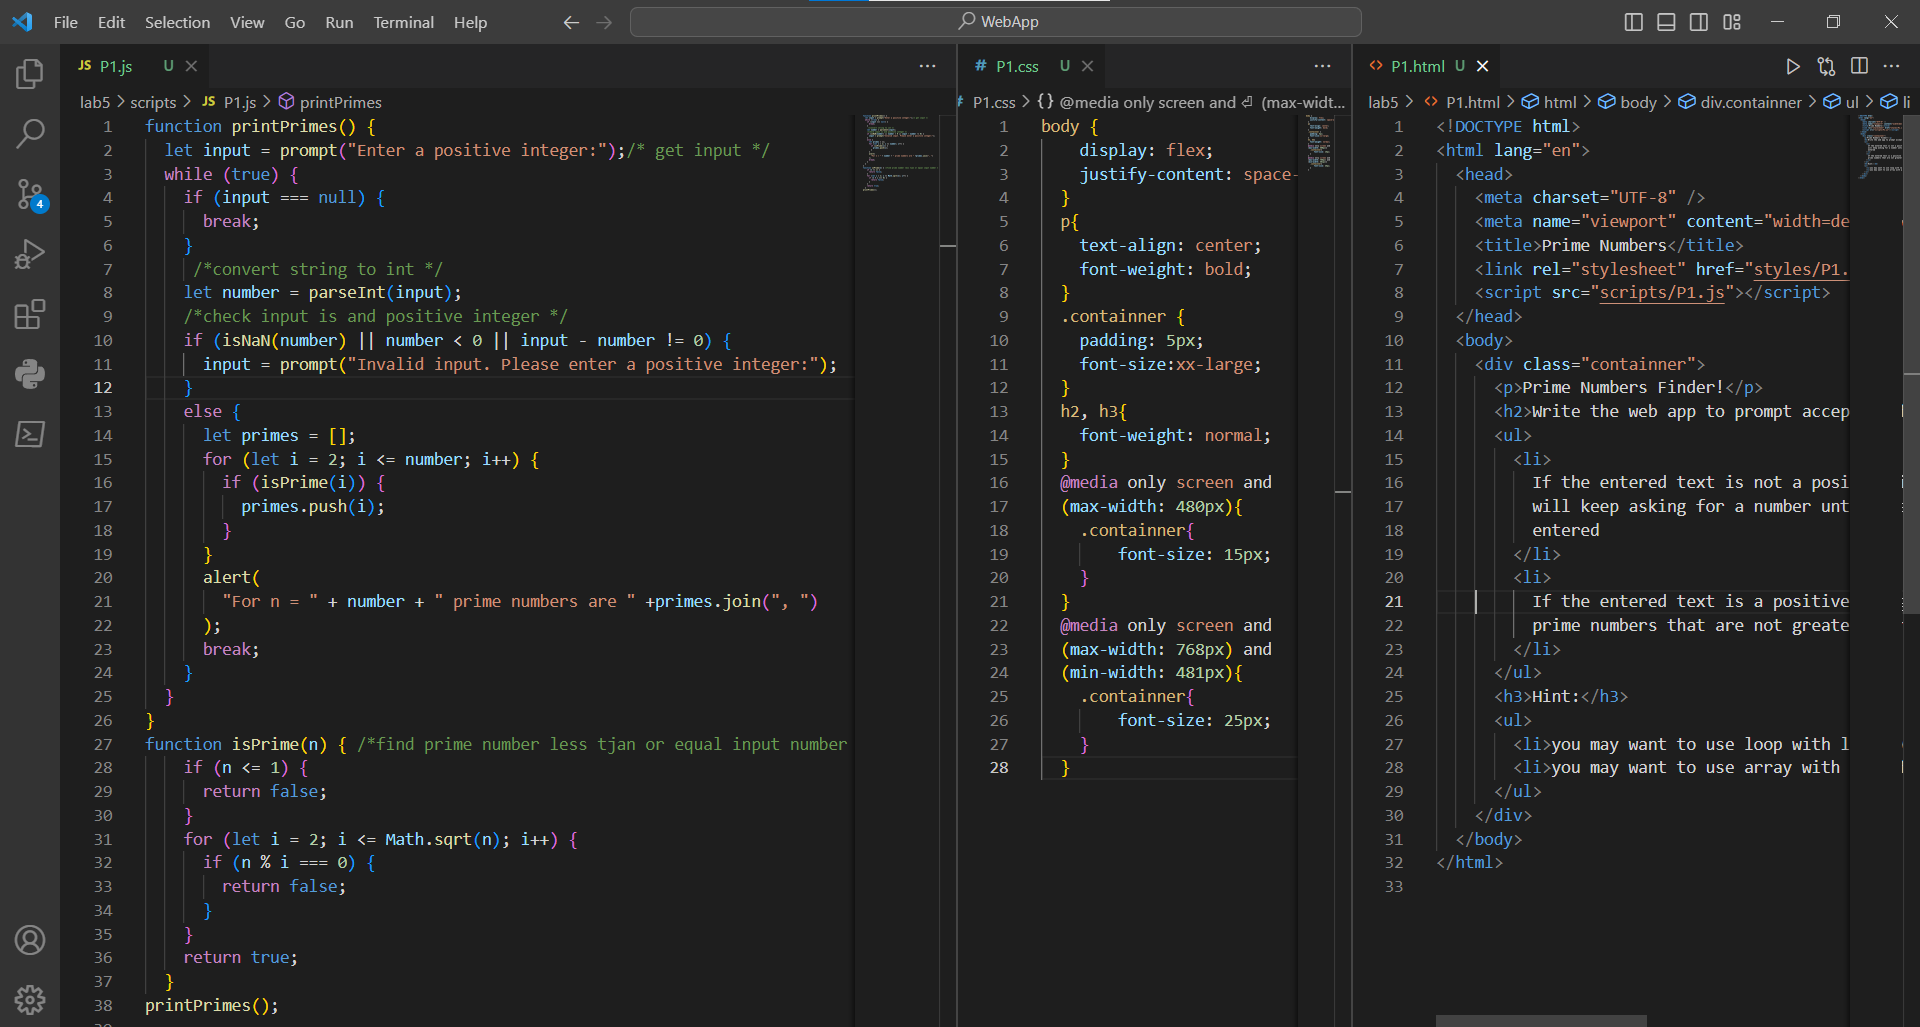 File Edit Selection View Go Run Terminal Help WebApp
JS P1.js U
lab5 > scripts > JS P1.js > printPrimes
1 function printPrimes() {
2 let input = prompt("Enter a positive integer:");/* get input */
3 while (true) {
4 if (input === null) {
5 break;
6 }
7 /*convert string to int */
8 let number = parseInt(input);
9 /*check input is and positive integer */
10 if (isNaN(number) || number < 0 || input - number != 0) {
11 input = prompt("Invalid input. Please enter a positive integer:");
12 }
13 else {
14 let primes = [];
15 for (let i = 2; i <= number; i++) {
16 if (isPrime(i)) {
17 primes.push(i);
18 }
19 }
20 alert(
21 "For n = " + number + " prime numbers are " +primes.join(", ")
22 );
23 break;
24 }
25 }
26 }
27 function isPrime(n) { /*find prime number less tjan or equal input number
28 if (n <= 1) {
29 return false;
30 }
31 for (let i = 2; i <= Math.sqrt(n); i++) {
32 if (n % i === 0) {
33 return false;
34 }
35 }
36 return true;
37 }
38 printPrimes();
# P1.css U
P1.css > {} @media only screen and (max-widt...
1 body {
2 display: flex;
3 justify-content: space-
4 }
5 p{
6 text-align: center;
7 font-weight: bold;
8 }
9 .containner {
10 padding: 5px;
11 font-size:xx-large;
12 }
13 h2, h3{
14 font-weight: normal;
15 }
16 @media only screen and
17 (max-width: 480px){
18 .containner{
19 font-size: 15px;
20 }
21 }
22 @media only screen and
23 (max-width: 768px) and
24 (min-width: 481px){
25 .containner{
26 font-size: 25px;
27 }
28 }
<> P1.html U
lab5 > <> P1.html > html > body > div.containner > ul > li
1 <!DOCTYPE html>
2 <html lang="en">
3 <head>
4 <meta charset="UTF-8" />
5 <meta name="viewport" content="width=de
6 <title>Prime Numbers</title>
7 <link rel="stylesheet" href="styles/P1.
8 <script src="scripts/P1.js"></script>
9 </head>
10 <body>
11 <div class="containner">
12 <p>Prime Numbers Finder!</p>
13 <h2>Write the web app to prompt accep
14 <ul>
15 <li>
16 If the entered text is not a posi
17 will keep asking for a number unt
18 entered
19 </li>
20 <li>
21 If the entered text is a positive
22 prime numbers that are not greate
23 </li>
24 </ul>
25 <h3>Hint:</h3>
26 <ul>
27 <li>you may want to use loop with l
28 <li>you may want to use array with
29 </ul>
30 </div>
31 </body>
32 </html>
33
4